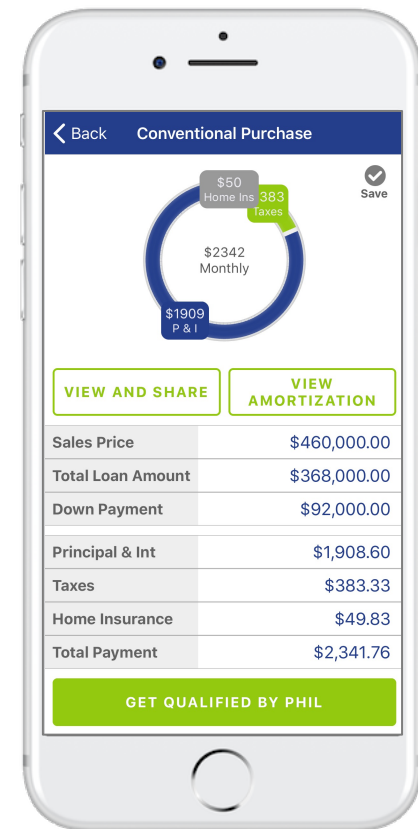 Back Conventional Purchase
Save
$50
Home Ins
383
Taxes
$2342
Monthly
$1909
P & I
VIEW AND SHARE
VIEW
AMORTIZATION
Sales Price $460,000.00
Total Loan Amount $368,000.00
Down Payment $92,000.00
Principal & Int $1,908.60
Taxes $383.33
Home Insurance $49.83
Total Payment $2,341.76
GET QUALIFIED BY PHIL